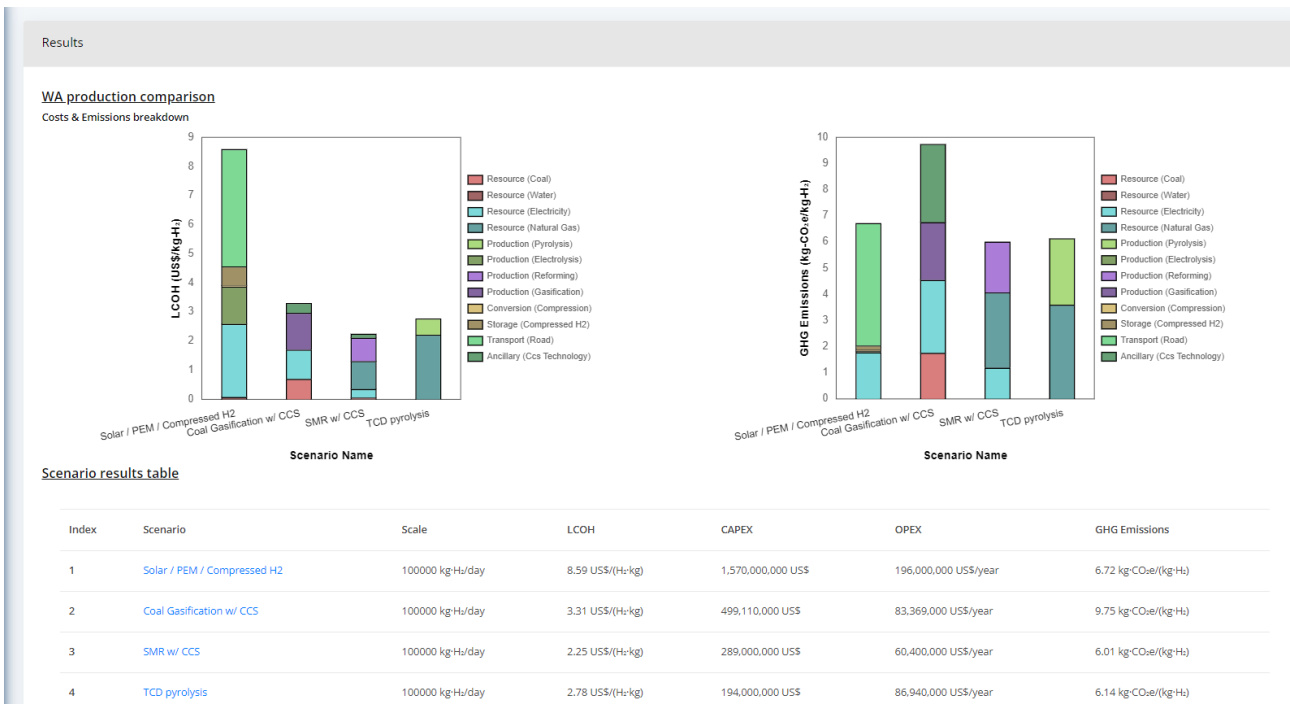 Results
WA production comparison
Costs & Emissions breakdown
9
8
7
6
5
4
3
2
1
0
LCOH (US$/kg-H₂)
Solar / PEM / Compressed H2
Coal Gasification w/ CCS
SMR w/ CCS
TCD pyrolysis
Scenario Name
Resource (Coal)
Resource (Water)
Resource (Electricity)
Resource (Natural Gas)
Production (Pyrolysis)
Production (Electrolysis)
Production (Reforming)
Production (Gasification)
Conversion (Compression)
Storage (Compressed H2)
Transport (Road)
Ancillary (Ccs Technology)
10
9
8
7
6
5
4
3
2
1
0
GHG Emissions (kg-CO₂e/kg-H₂)
Solar / PEM / Compressed H2
Coal Gasification w/ CCS
SMR w/ CCS
TCD pyrolysis
Scenario Name
Resource (Coal)
Resource (Water)
Resource (Electricity)
Resource (Natural Gas)
Production (Pyrolysis)
Production (Electrolysis)
Production (Reforming)
Production (Gasification)
Conversion (Compression)
Storage (Compressed H2)
Transport (Road)
Ancillary (Ccs Technology)
Scenario results table
Index Scenario Scale LCOH CAPEX OPEX GHG Emissions
1 Solar / PEM / Compressed H2 100000 kg·H₂/day 8.59 US$/(H₂·kg) 1,570,000,000 US$ 196,000,000 US$/year 6.72 kg·CO₂e/(kg·H₂)
2 Coal Gasification w/ CCS 100000 kg·H₂/day 3.31 US$/(H₂·kg) 499,110,000 US$ 83,369,000 US$/year 9.75 kg·CO₂e/(kg·H₂)
3 SMR w/ CCS 100000 kg·H₂/day 2.25 US$/(H₂·kg) 289,000,000 US$ 60,400,000 US$/year 6.01 kg·CO₂e/(kg·H₂)
4 TCD pyrolysis 100000 kg·H₂/day 2.78 US$/(H₂·kg) 194,000,000 US$ 86,940,000 US$/year 6.14 kg·CO₂e/(kg·H₂)